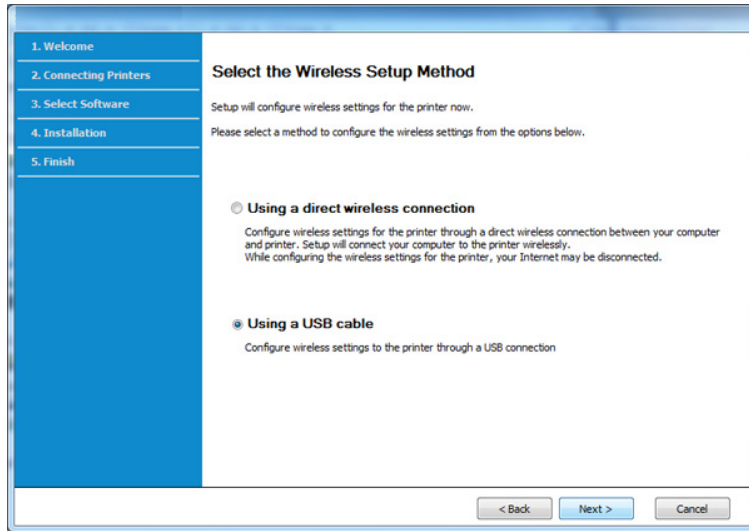 1. Welcome
2. Connecting Printers
3. Select Software
4. Installation
5. Finish
Select the Wireless Setup Method
Setup will configure wireless settings for the printer now.
Please select a method to configure the wireless settings from the options below.
Using a direct wireless connection
Configure wireless settings for the printer through a direct wireless connection between your computer
and printer. Setup will connect your computer to the printer wirelessly.
While configuring the wireless settings for the printer, your Internet may be disconnected.
Using a USB cable
Configure wireless settings to the printer through a USB connection
< Back
Next >
Cancel